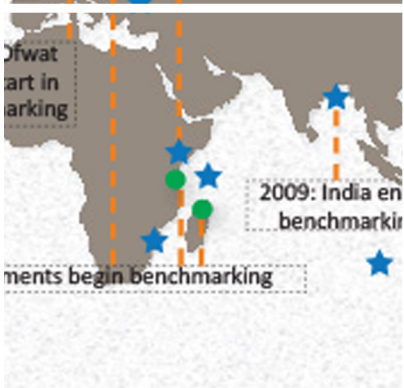 Ofwat
art in
arking
2009: India en
benchmarkin
ments begin benchmarking